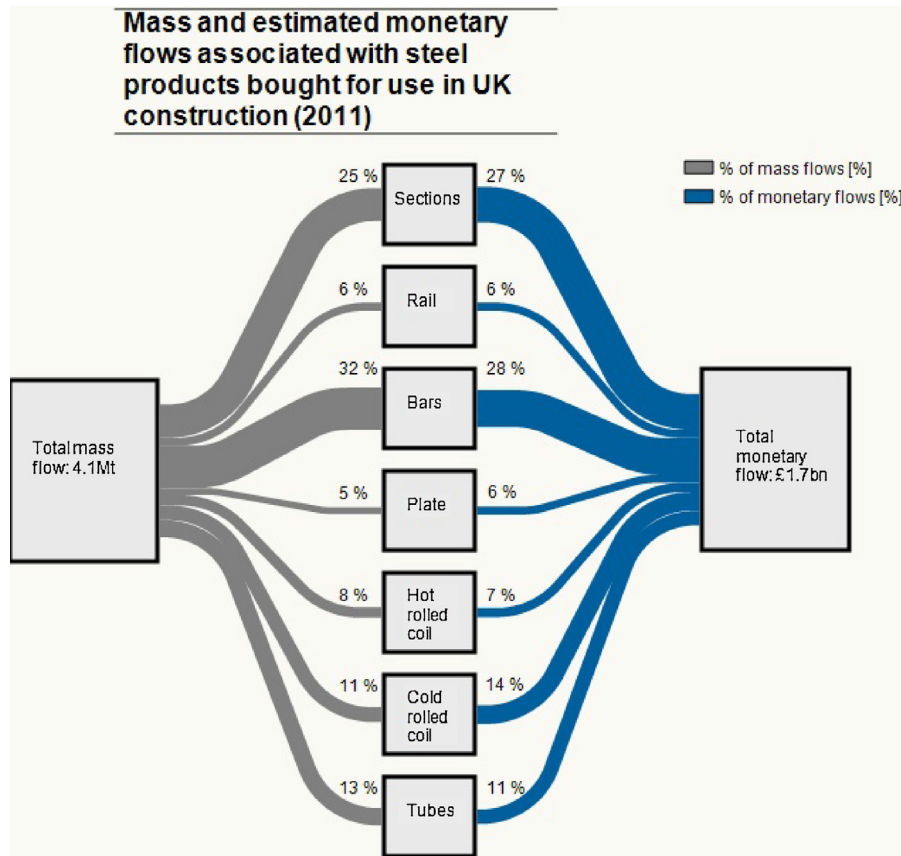 Mass and estimated monetary
flows associated with steel
products bought for use in UK
construction (2011)
% of mass flows [%]
% of monetary flows [%]
25 %
Sections
27 %
6 %
Rail
6 %
32 %
Bars
28 %
Total mass
flow: 4.1Mt
Total
monetary
flow: £1.7bn
5 %
Plate
6 %
8 %
Hot
rolled
coil
7 %
11 %
Cold
rolled
coil
14 %
13 %
Tubes
11 %